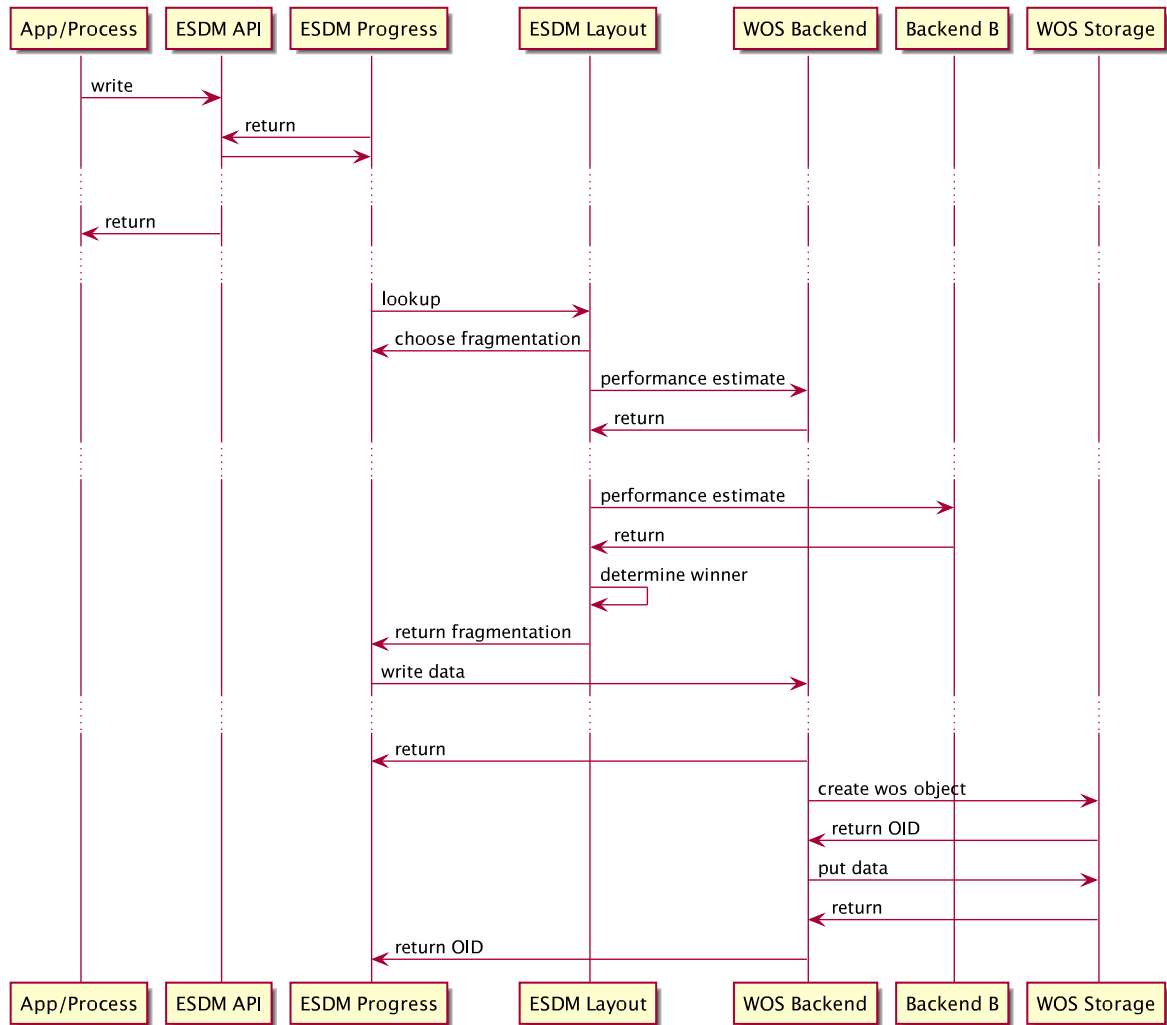 App/Process ESDM API ESDM Progress ESDM Layout WOS Backend Backend B WOS Storage
write
return
return
lookup
choose fragmentation
performance estimate
return
performance estimate
return
determine winner
return fragmentation
write data
return
create wos object
return OID
put data
return
return OID
App/Process ESDM API ESDM Progress ESDM Layout WOS Backend Backend B WOS Storage